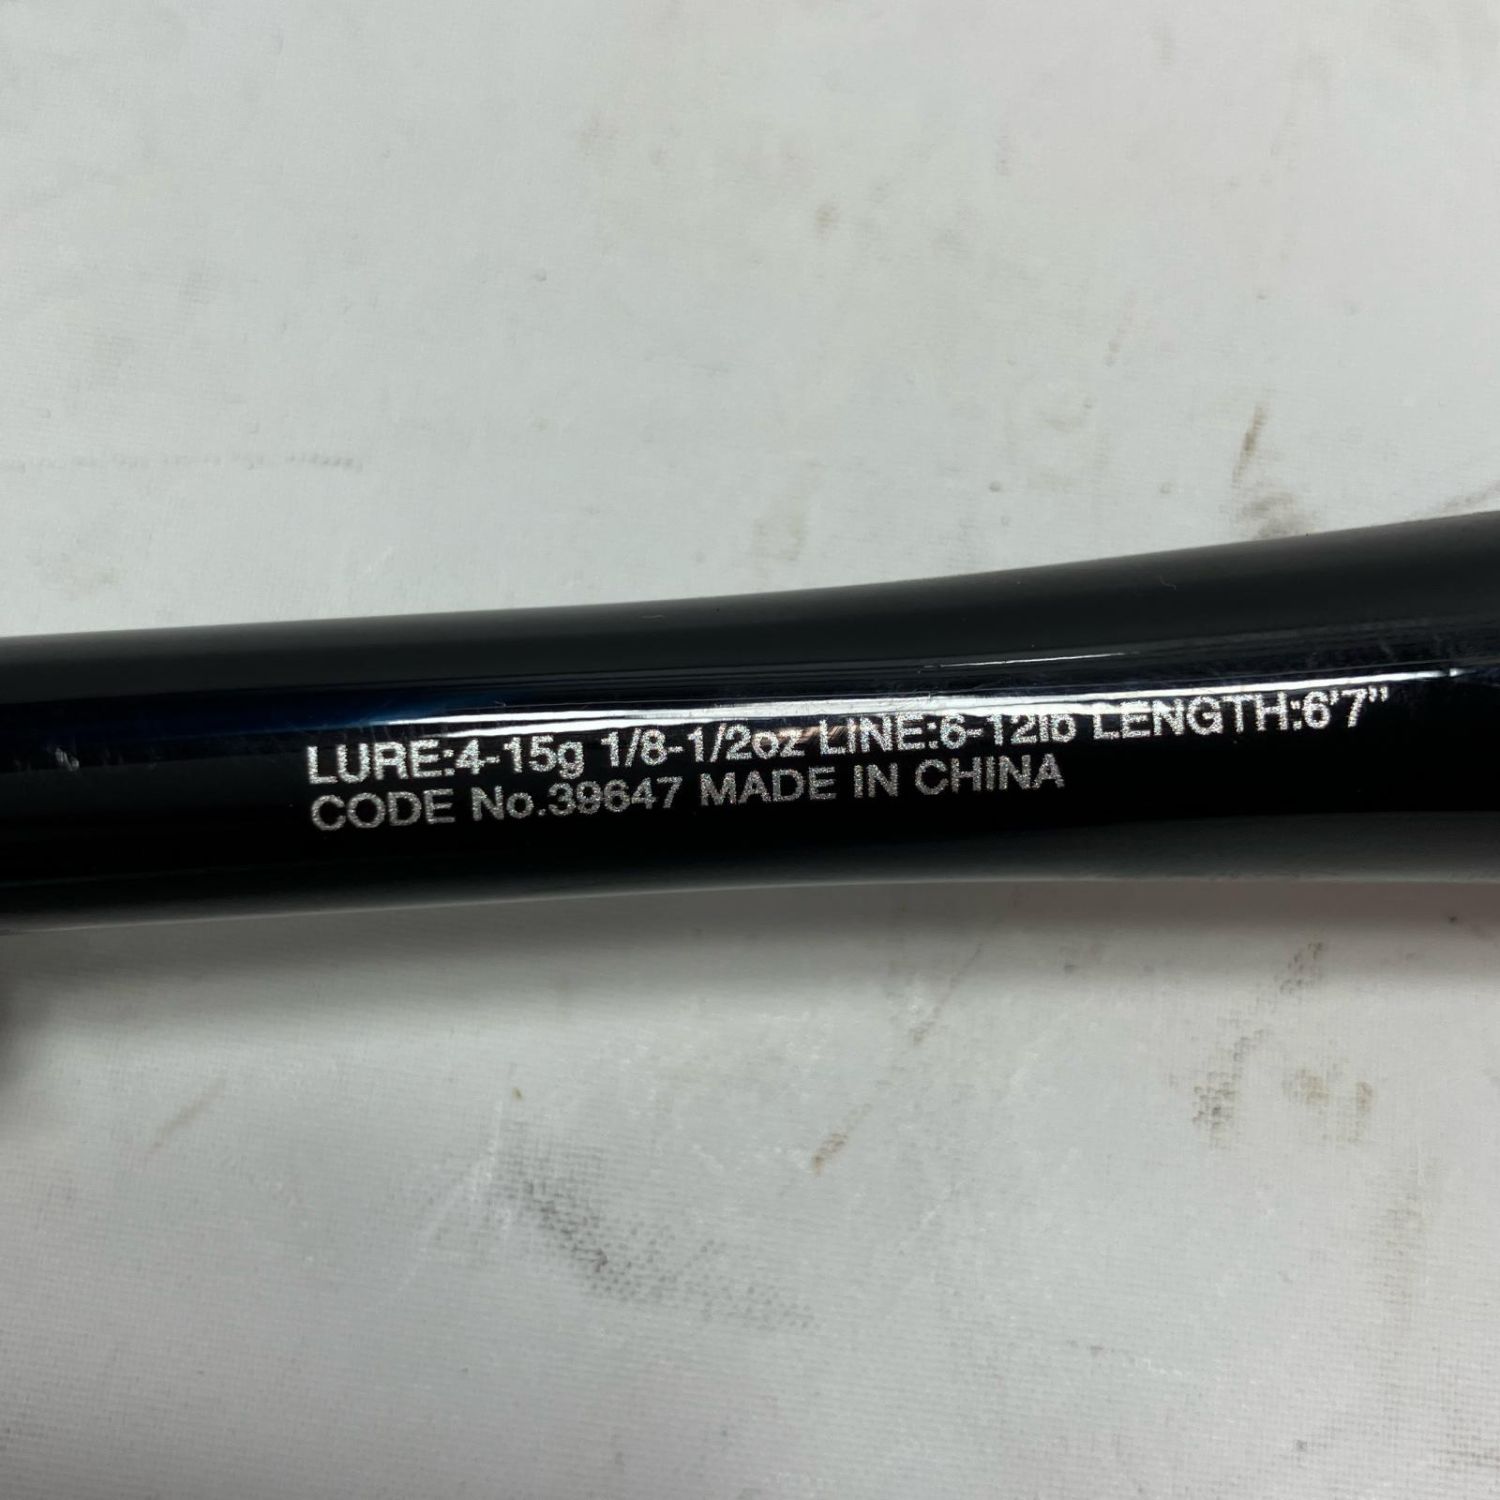 LURE:4-15g 1/8-1/2oz LINE:6-12lb LENGTH:6'7"
CODE No.39647 MADE IN CHINA